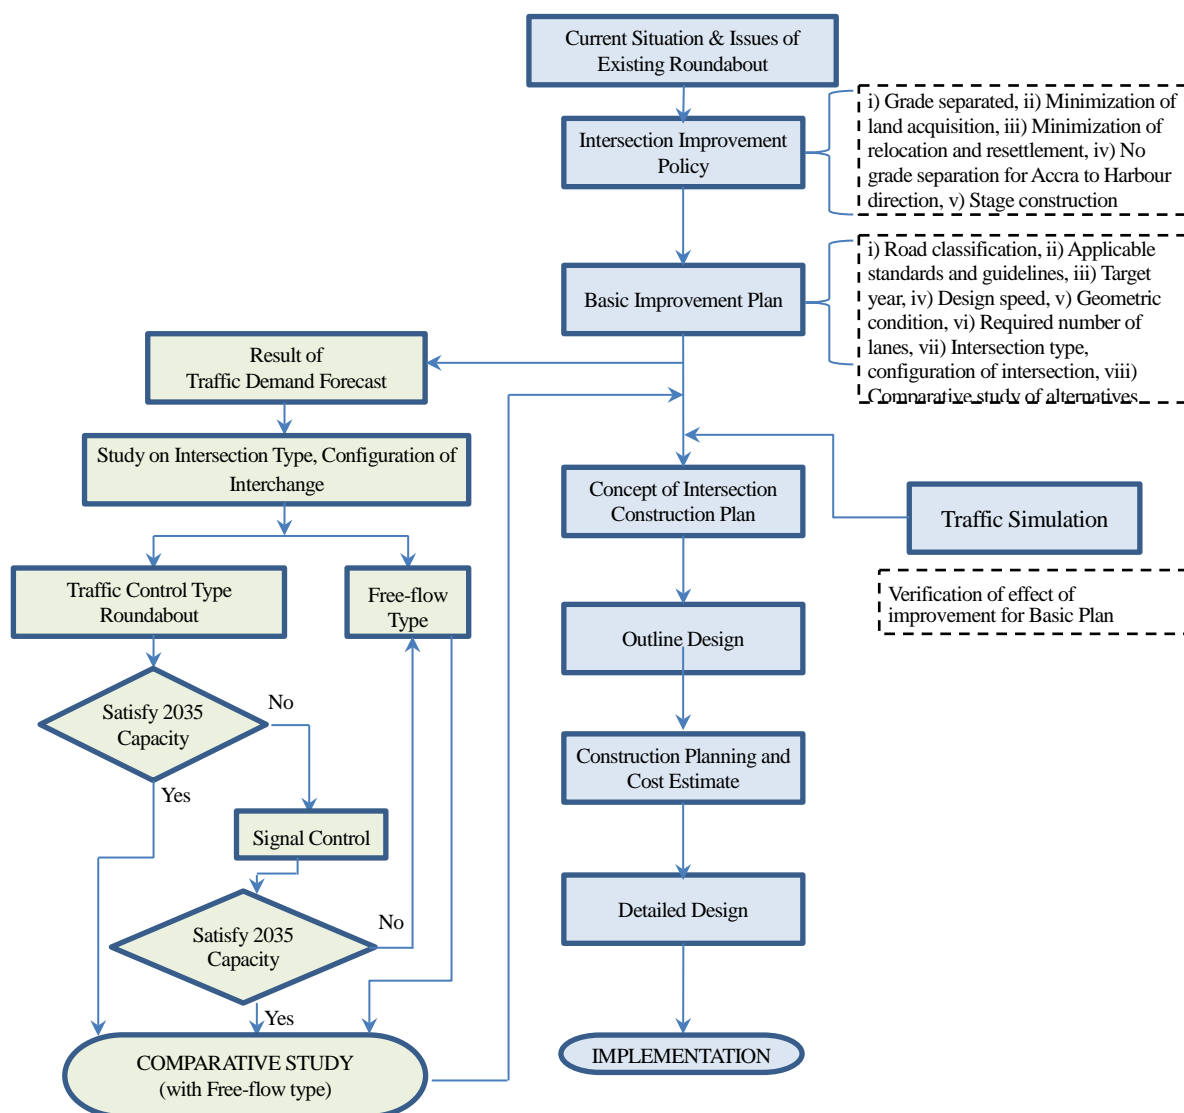 Current Situation & Issues of
Existing Roundabout
Intersection Improvement
Policy
i) Grade separated, ii) Minimization of
land acquisition, iii) Minimization of
relocation and resettlement, iv) No
grade separation for Accra to Harbour
direction, v) Stage construction
Basic Improvement Plan
i) Road classification, ii) Applicable
standards and guidelines, iii) Target
year, iv) Design speed, v) Geometric
condition, vi) Required number of
lanes, vii) Intersection type,
configuration of intersection, viii)
Comparative study of alternatives
Result of
Traffic Demand Forecast
Study on Intersection Type, Configuration of
Interchange
Concept of Intersection
Construction Plan
Traffic Simulation
Verification of effect of
improvement for Basic Plan
Traffic Control Type
Roundabout
Free-flow
Type
Outline Design
Satisfy 2035
Capacity
No
Yes
Construction Planning and
Cost Estimate
Signal Control
Satisfy 2035
Capacity
No
Yes
Detailed Design
COMPARATIVE STUDY
(with Free-flow type)
IMPLEMENTATION